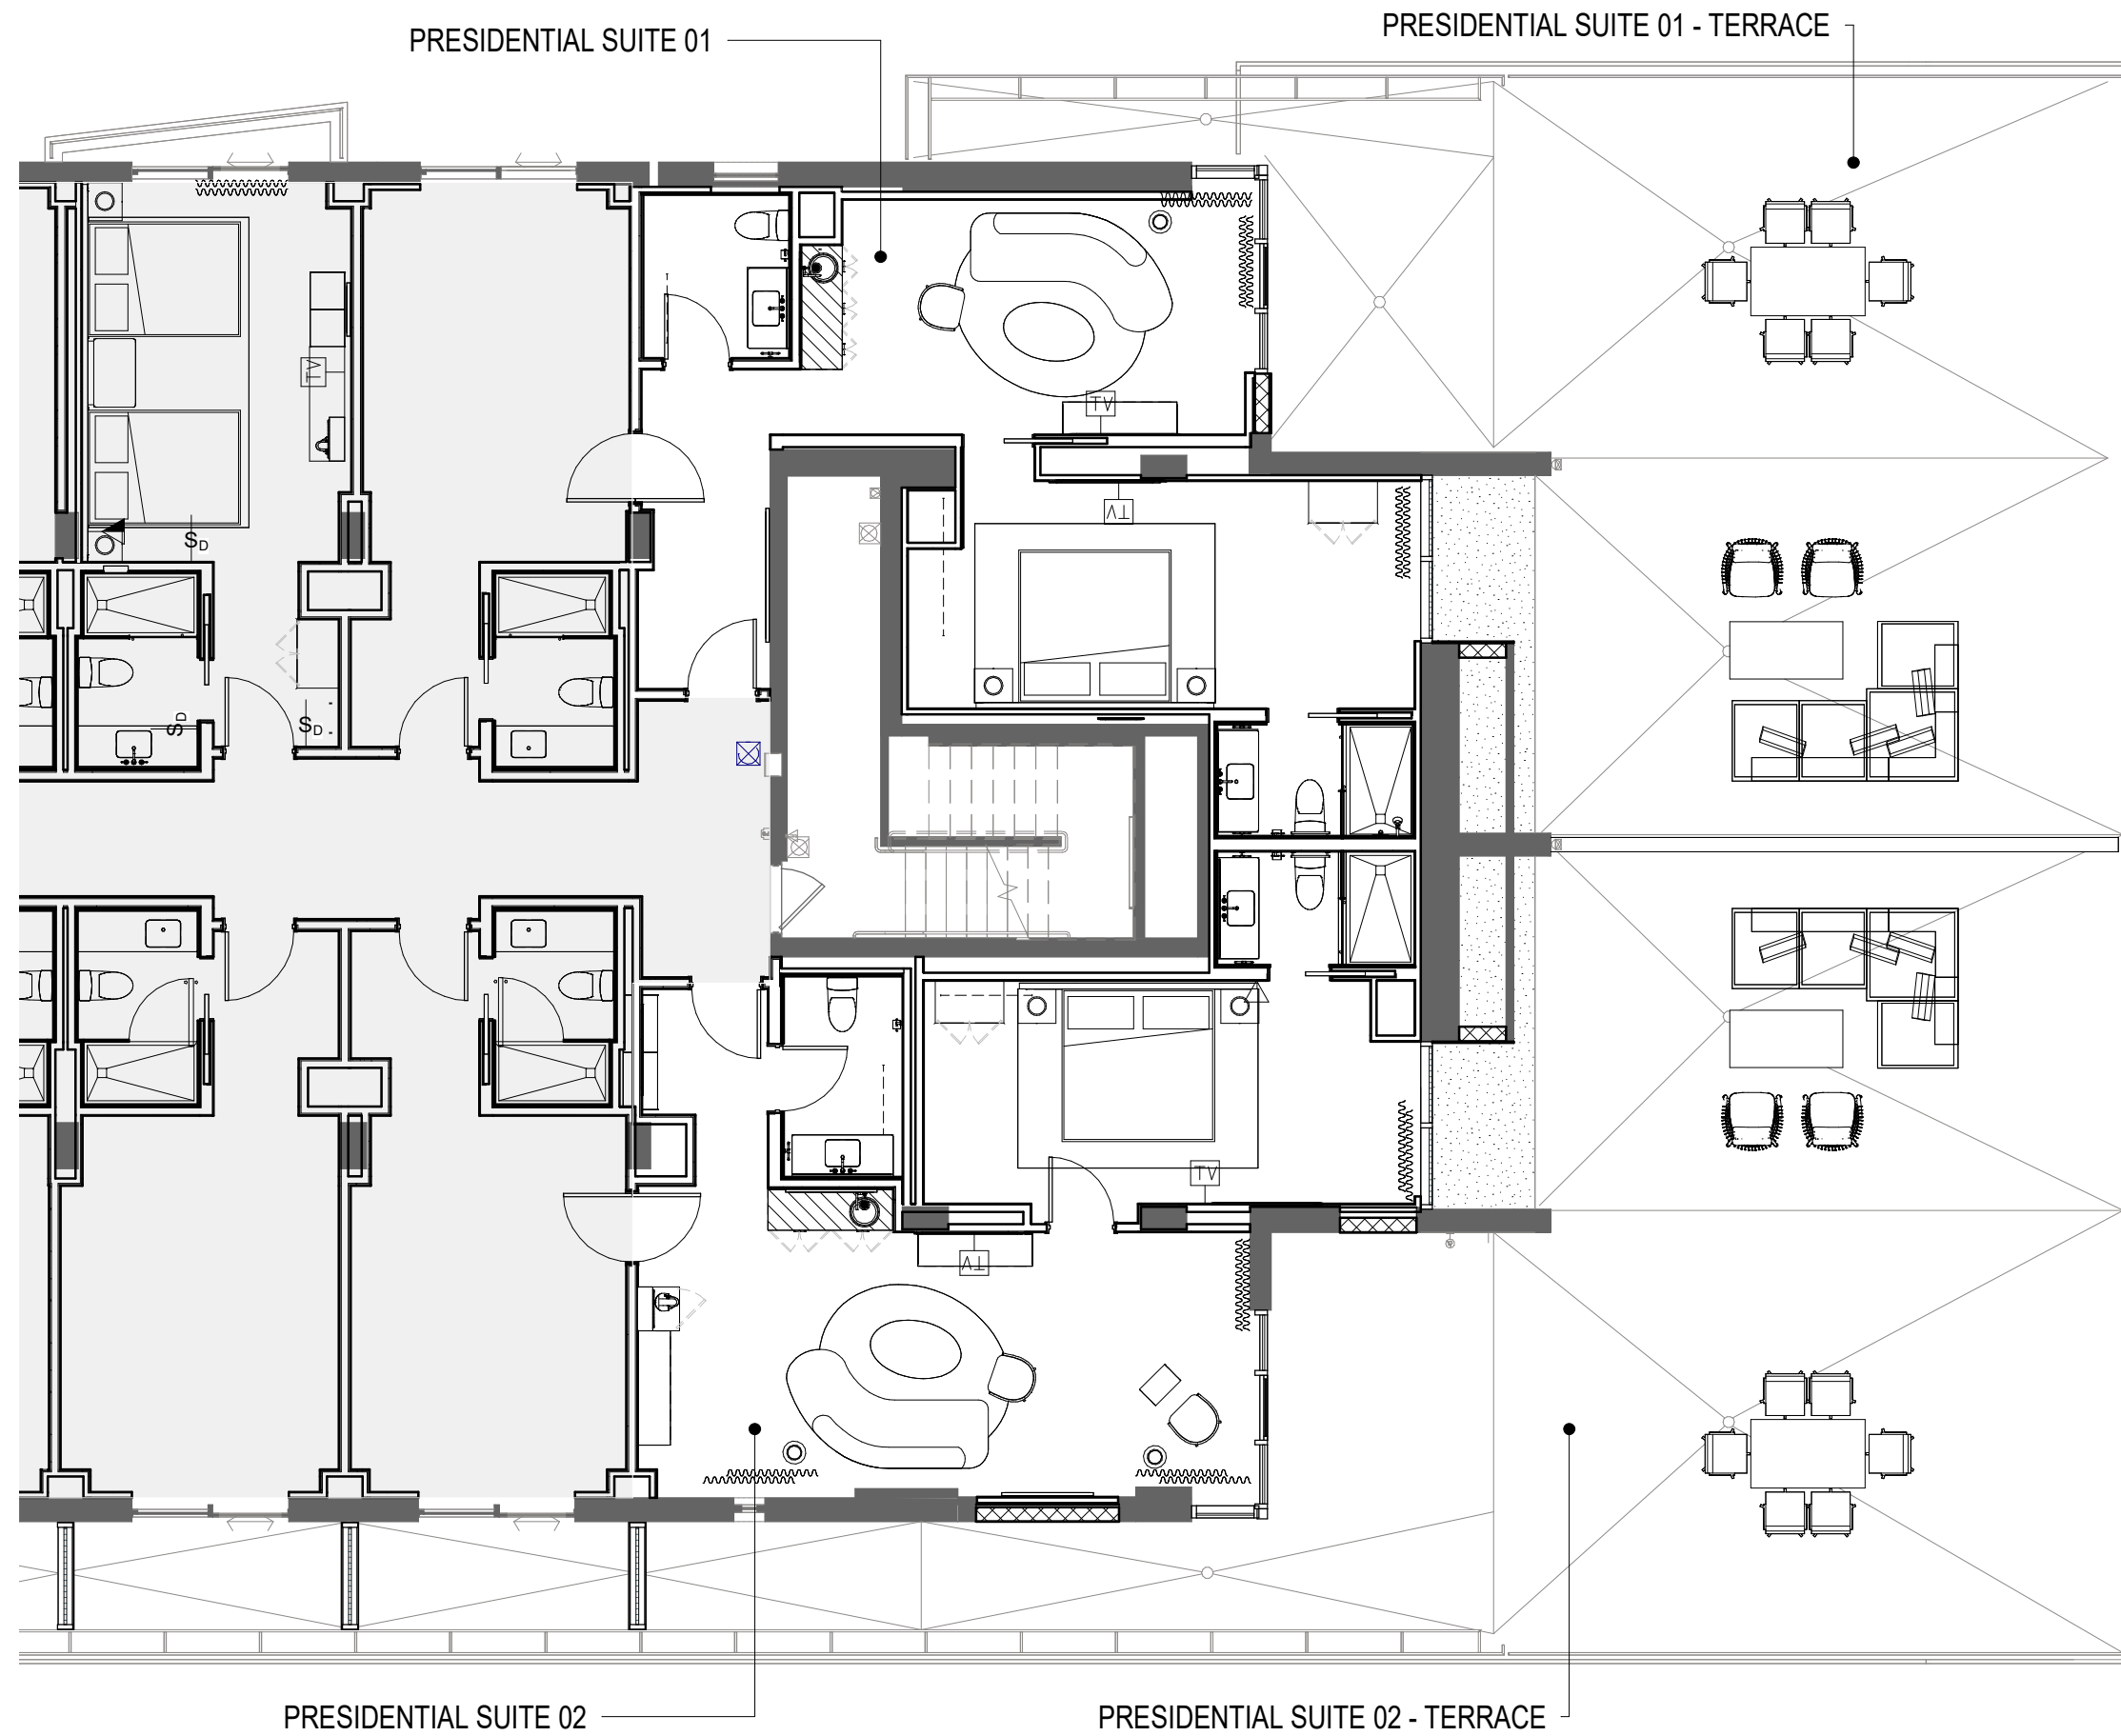 PRESIDENTIAL SUITE 01 - TERRACE
PRESIDENTIAL SUITE 01
TV
TV
TV
SD
SD
SD
TV
TV
PRESIDENTIAL SUITE 02
PRESIDENTIAL SUITE 02 - TERRACE